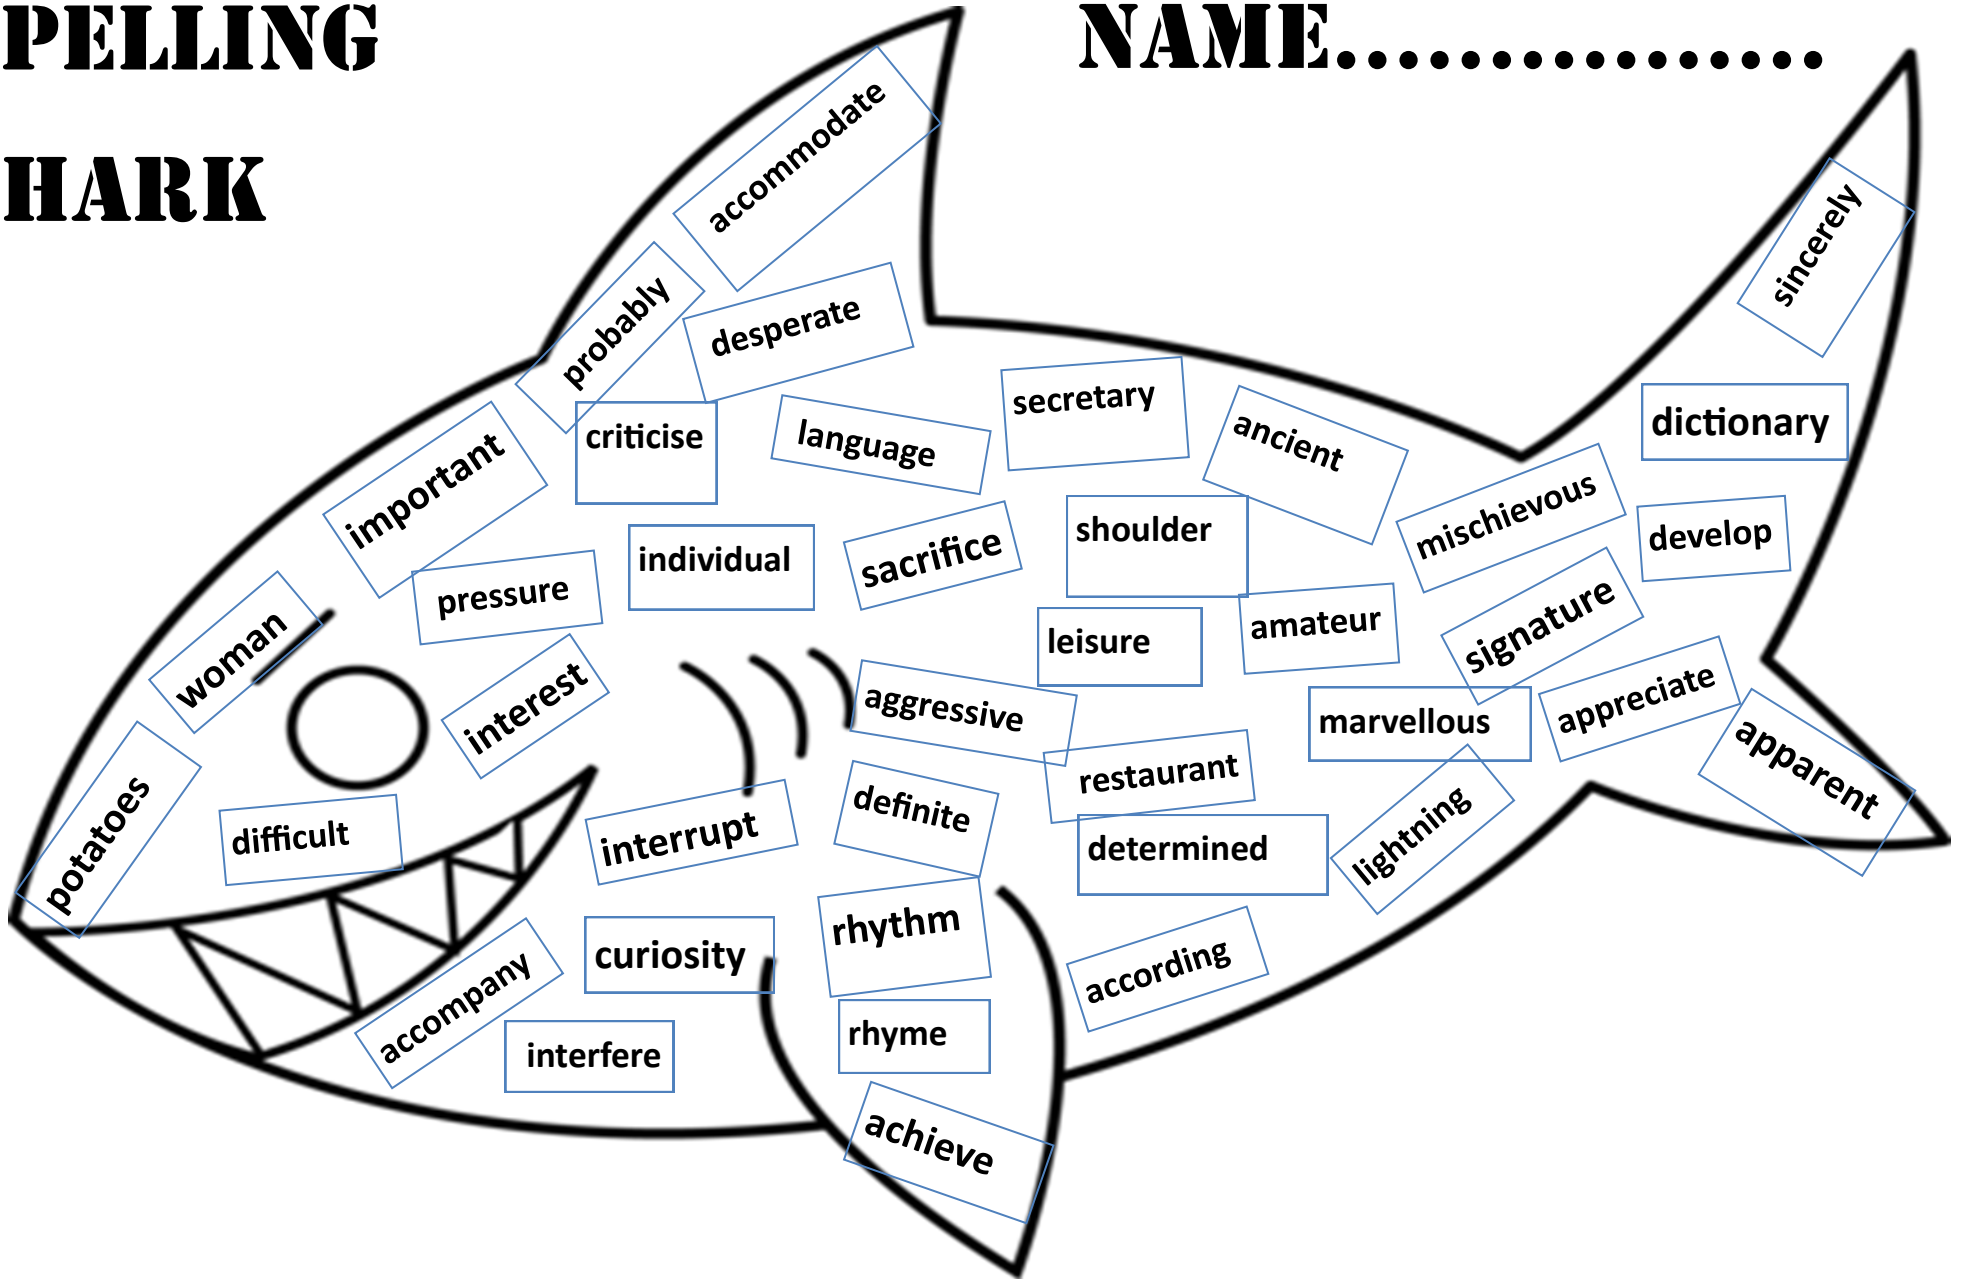 PELLING
HARK
NAME................
accommodate
sincerely
probably
desperate
secretary
dictionary
criticise
language
ancient
important
mischievous
shoulder
develop
individual
sacrifice
pressure
signature
amateur
leisure
woman
interest
aggressive
marvellous
appreciate
apparent
restaurant
potatoes
difficult
interrupt
definite
determined
lightning
rhythm
curiosity
according
accompany
rhyme
interfere
achieve